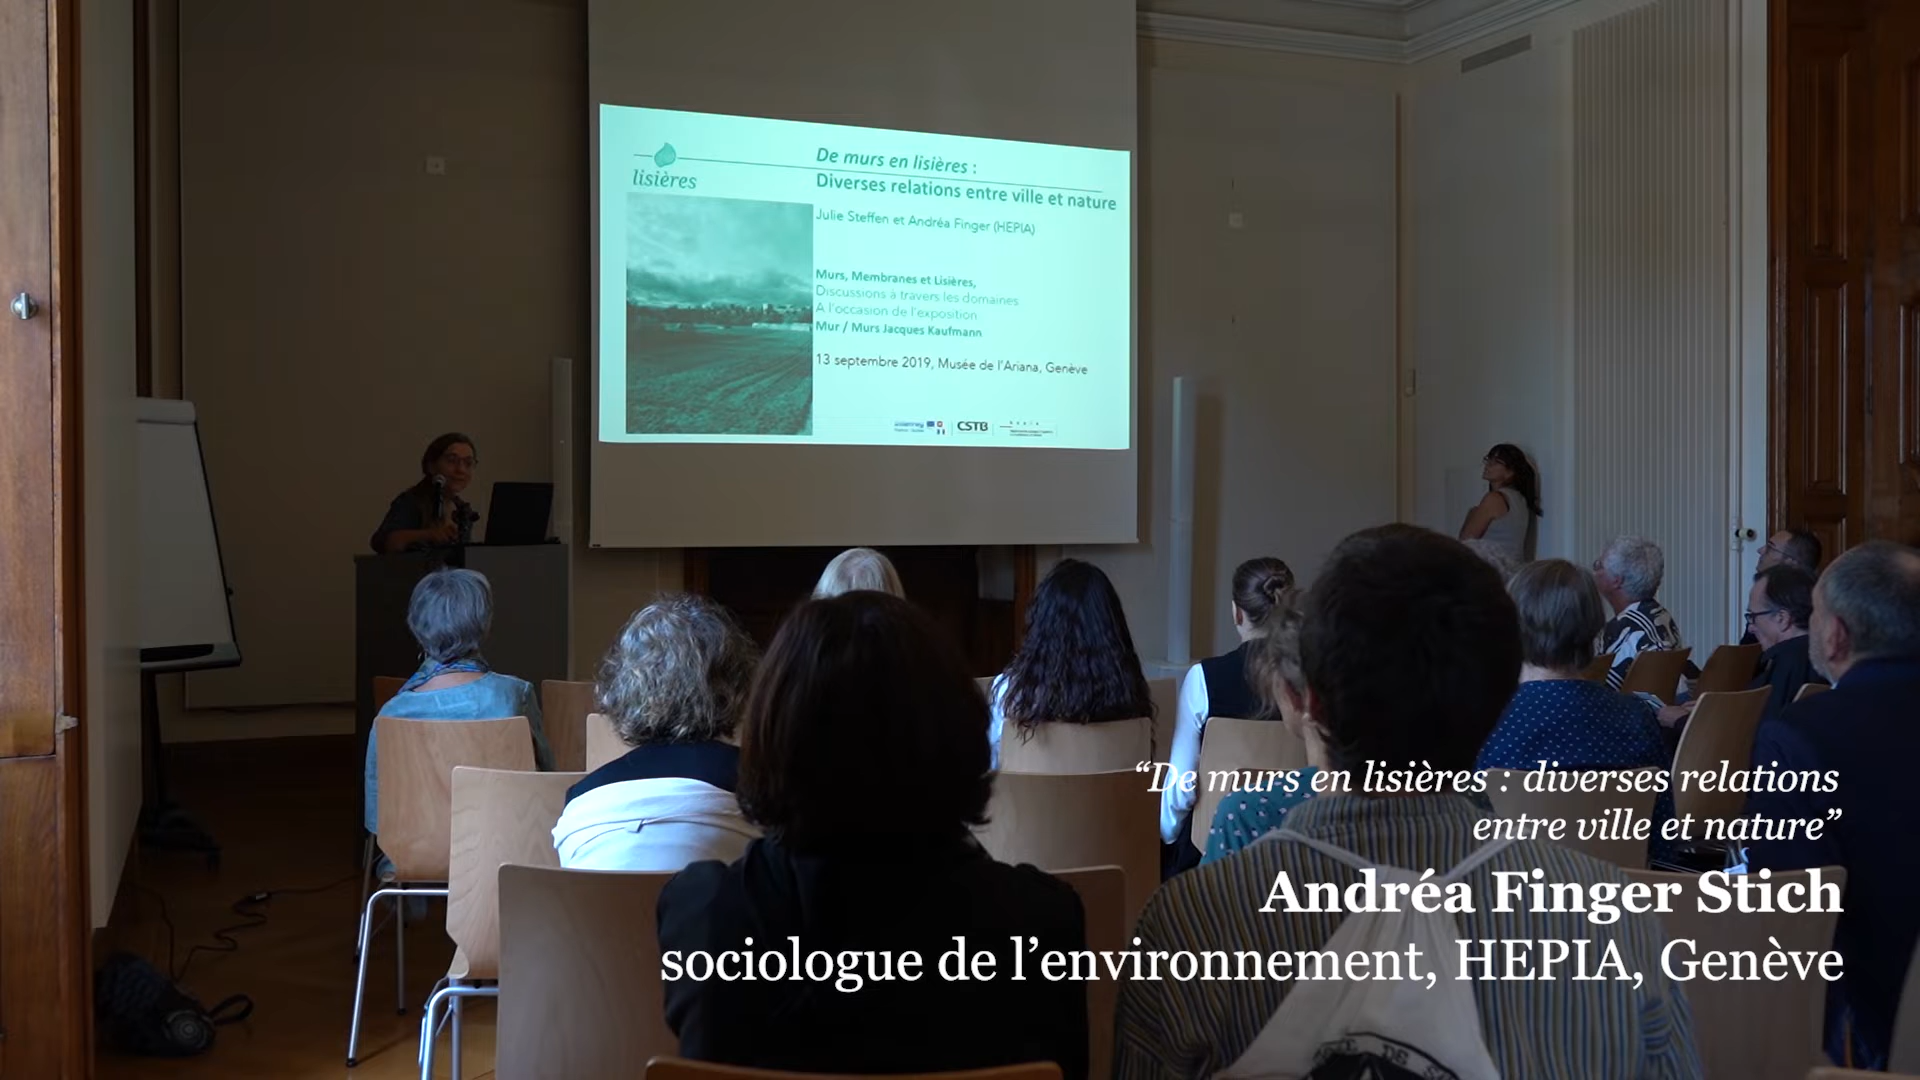 lisières
De murs en lisières :
Diverses relations entre ville et nature
Julie Steffen et Andréa Finger (HEPIA)
Murs, Membranes et Lisières,
Discussions à travers les domaines
A l'occasion de l'exposition
Mur / Murs Jacques Kaufmann
13 septembre 2019, Musée de l'Ariana, Genève
CSTB
“De murs en lisières : diverses relations
entre ville et nature”
Andréa Finger Stich
sociologue de l’environnement, HEPIA, Genève